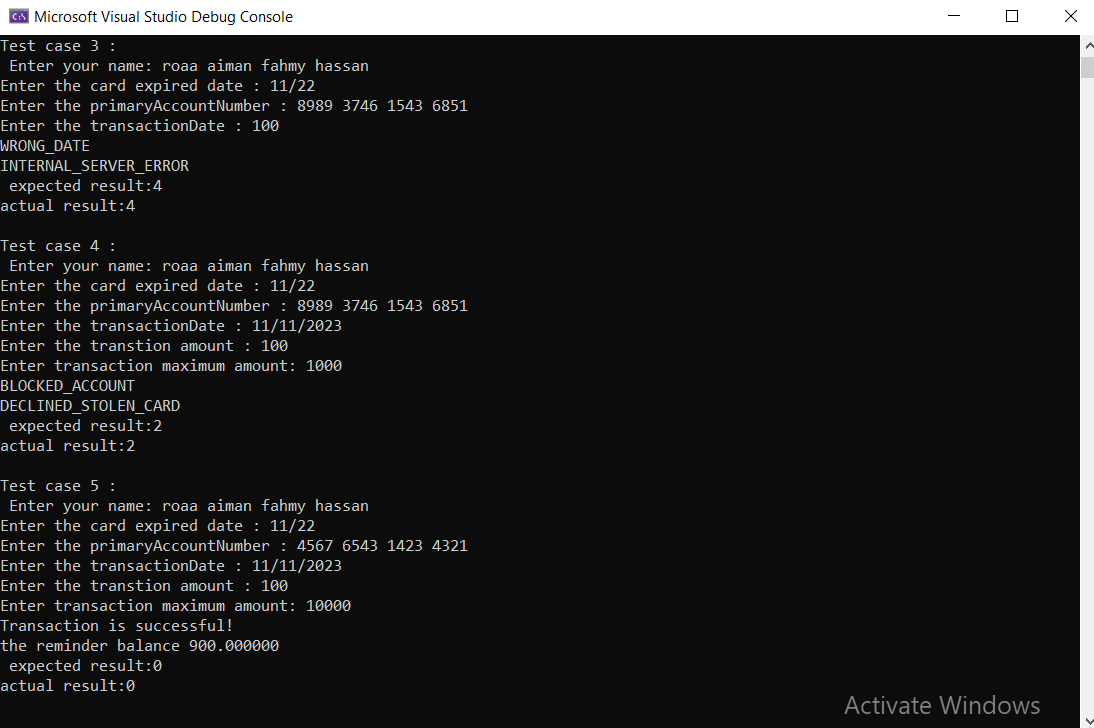 Microsoft Visual Studio Debug Console
Test case 3 :
 Enter your name: roaa aiman fahmy hassan
Enter the card expired date : 11/22
Enter the primaryAccountNumber : 8989 3746 1543 6851
Enter the transactionDate : 100
WRONG_DATE
INTERNAL_SERVER_ERROR
 expected result:4
actual result:4
Test case 4 :
 Enter your name: roaa aiman fahmy hassan
Enter the card expired date : 11/22
Enter the primaryAccountNumber : 8989 3746 1543 6851
Enter the transactionDate : 11/11/2023
Enter the transtion amount : 100
Enter transaction maximum amount: 1000
BLOCKED_ACCOUNT
DECLINED_STOLEN_CARD
 expected result:2
actual result:2
Test case 5 :
 Enter your name: roaa aiman fahmy hassan
Enter the card expired date : 11/22
Enter the primaryAccountNumber : 4567 6543 1423 4321
Enter the transactionDate : 11/11/2023
Enter the transtion amount : 100
Enter transaction maximum amount: 10000
Transaction is successful!
the reminder balance 900.000000
 expected result:0
actual result:0
Activate Windows